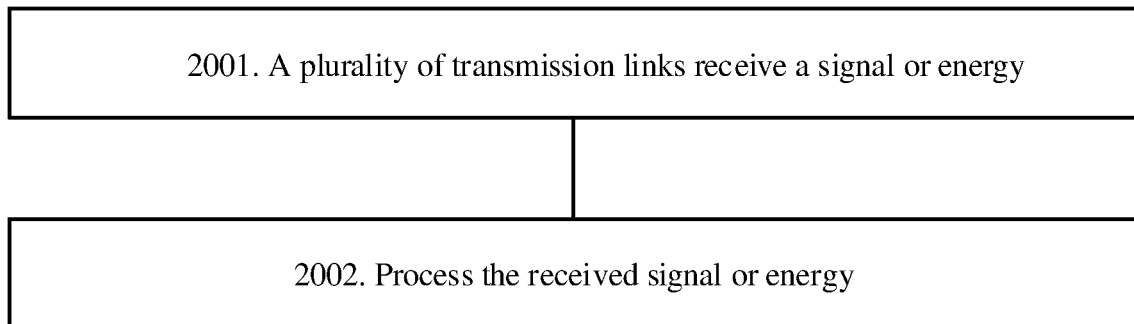 2001. A plurality of transmission links receive a signal or energy
2002. Process the received signal or energy